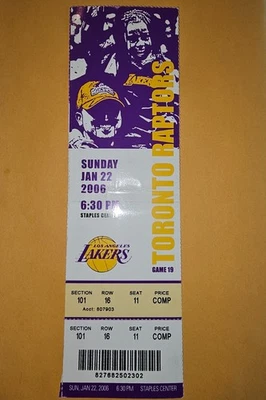 LAKERS
SUNDAY
JAN 22
2006
6:30 PM
STAPLES CENTER
TORONTO RAPTORS
GAME 19
LOS ANGELES
LAKERS
SECTION ROW SEAT PRICE
101 16 11 COMP
Acct: 807903
SECTION ROW SEAT PRICE
101 16 11 COMP
827882502302
SUN, JAN 22, 2006 6:30 PM STAPLES CENTER